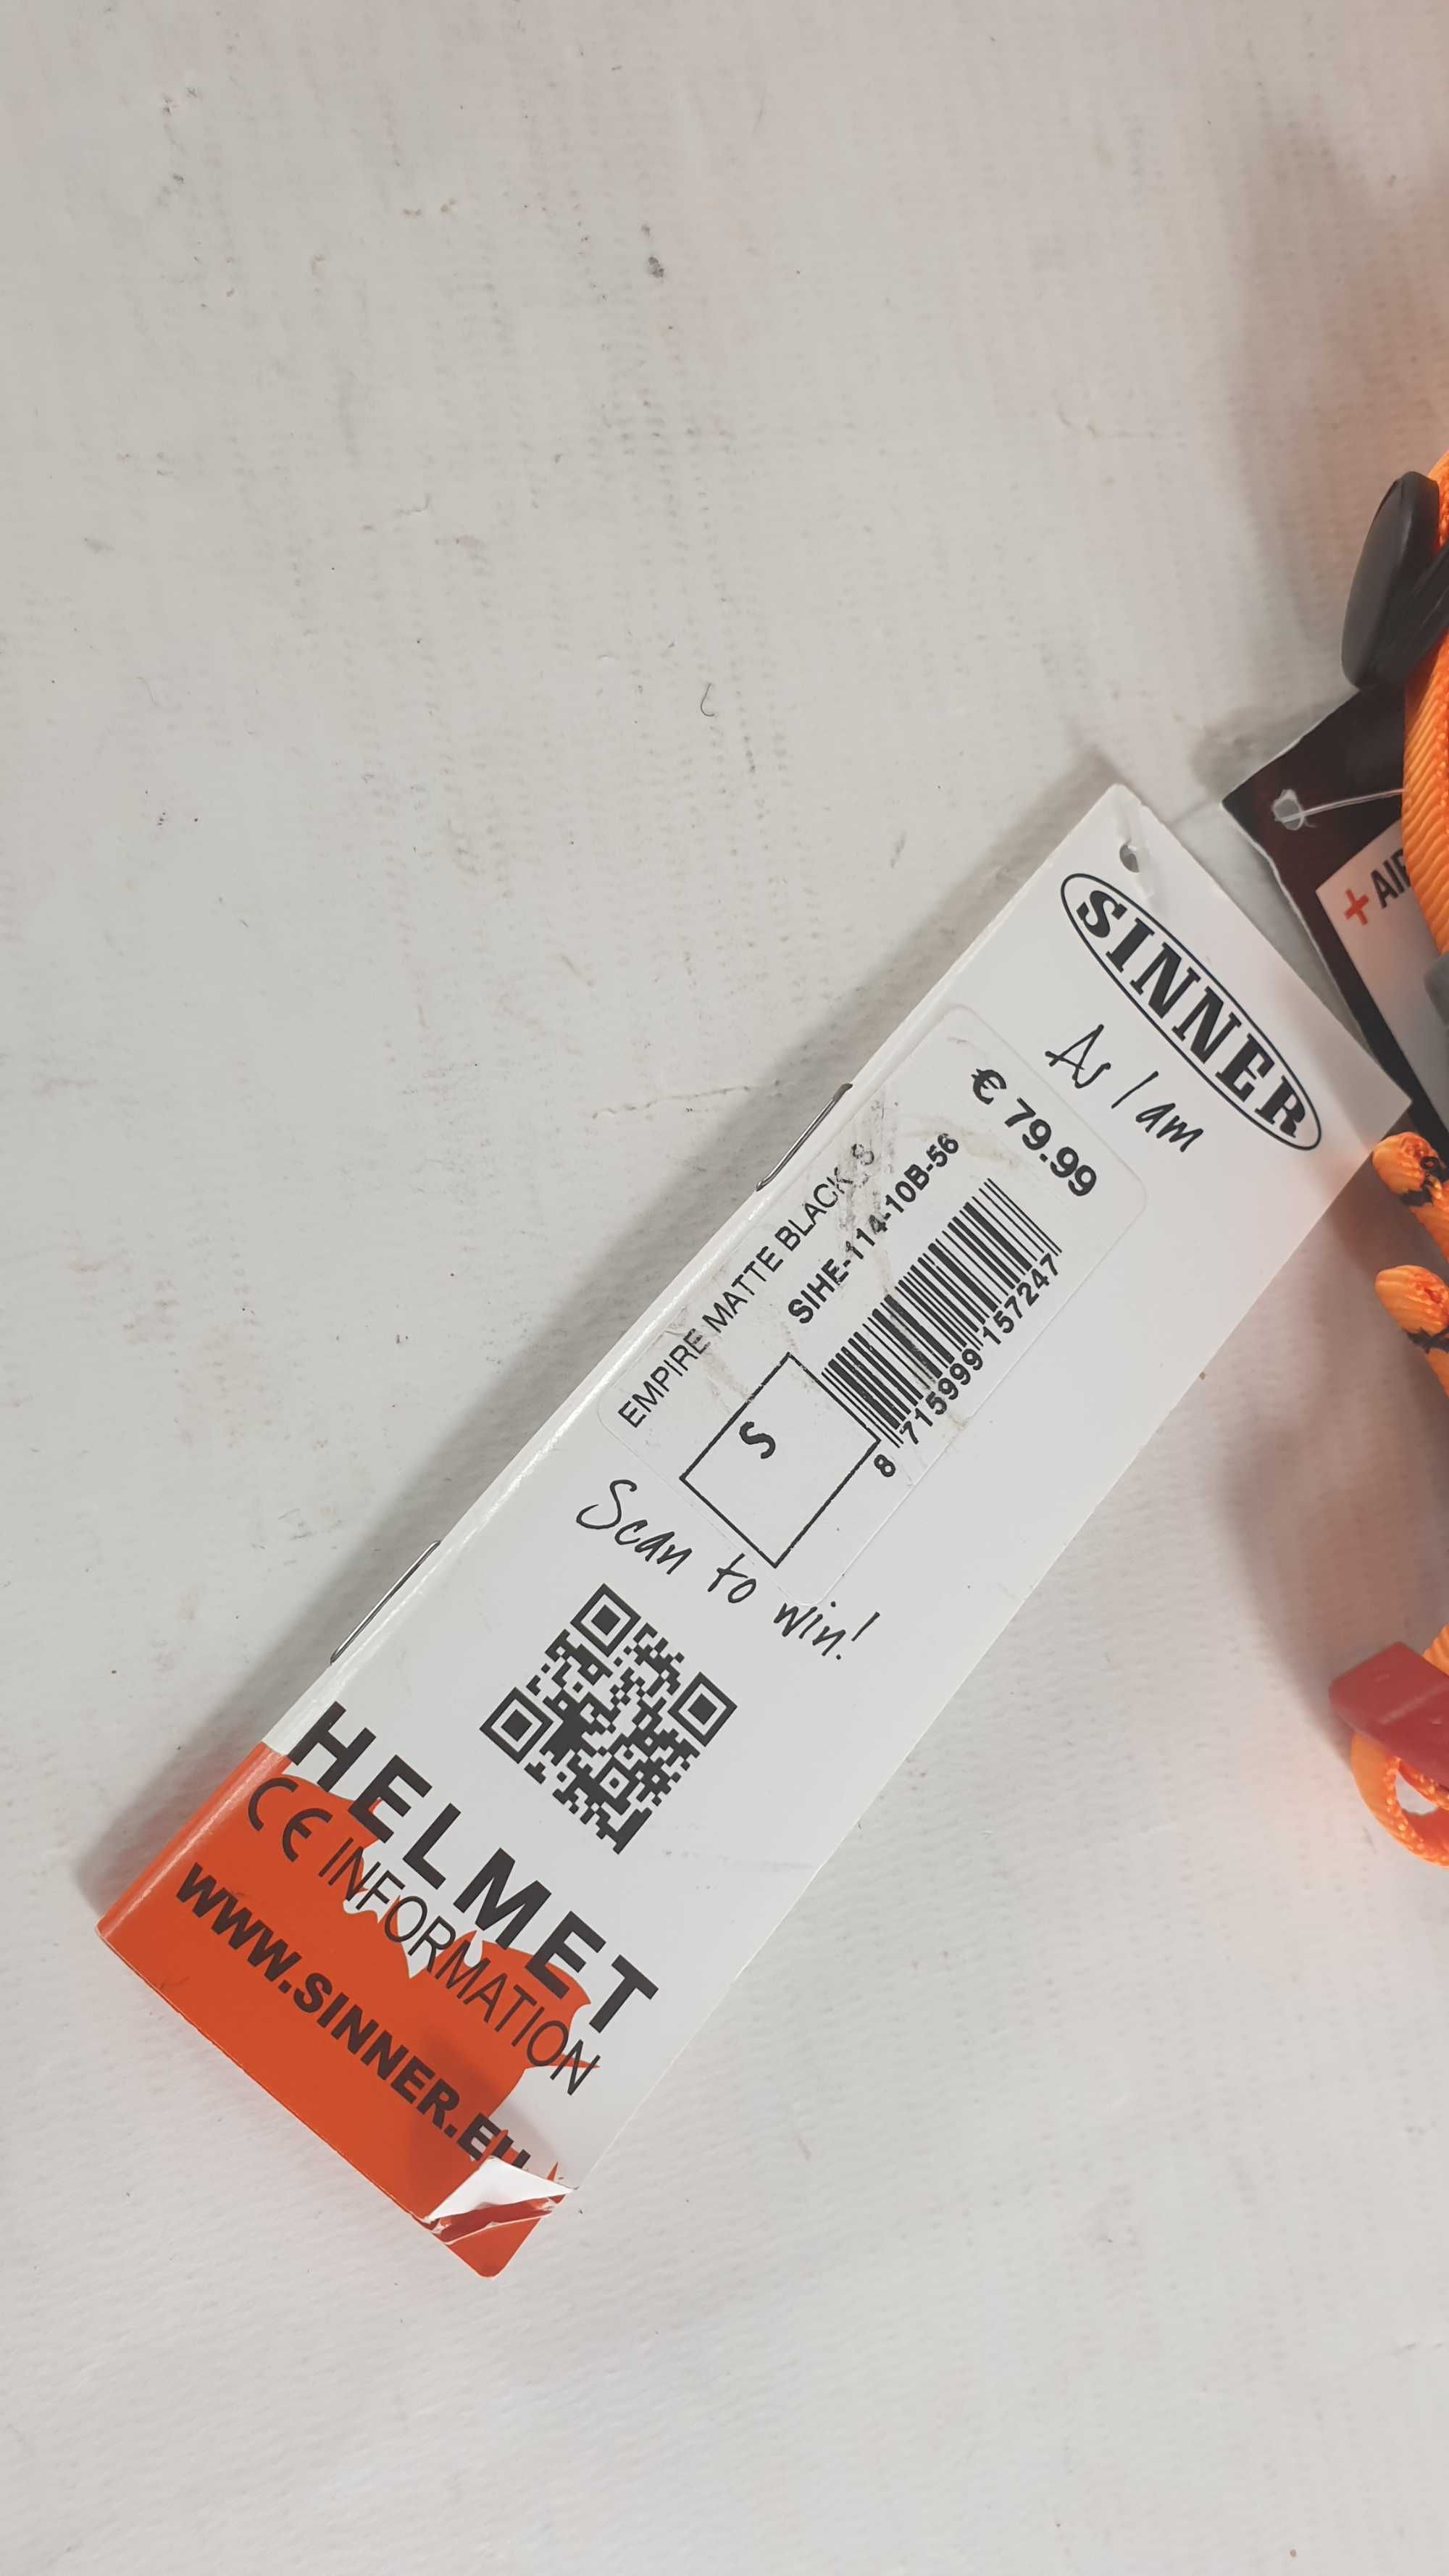 SINNER
As I am
€ 79.99
EMPIRE MATTE BLACK
SIHE-114-10B-56
8 715999 157247
S
Scan to win!
HELMET
CE INFORMATION
WWW.SINNER.EU
+